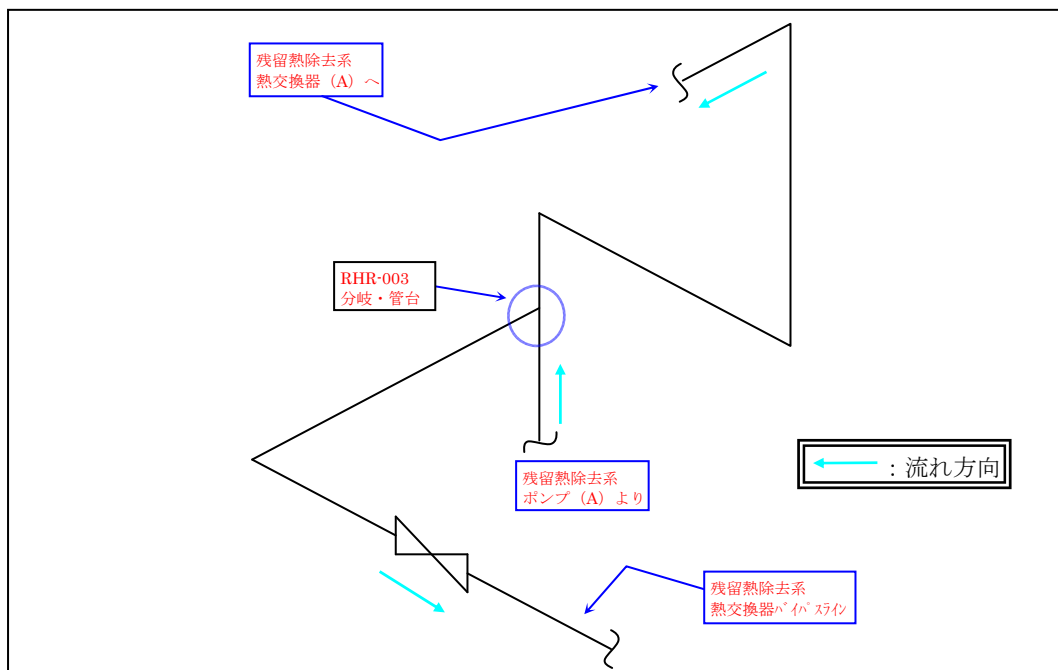 残留熱除去系
熱交換器（A）へ
RHR-003
分岐・管台
残留熱除去系
ポンプ（A）より
：流れ方向
残留熱除去系
熱交換器ﾊﾞｲﾊﾟｽﾗｲﾝ